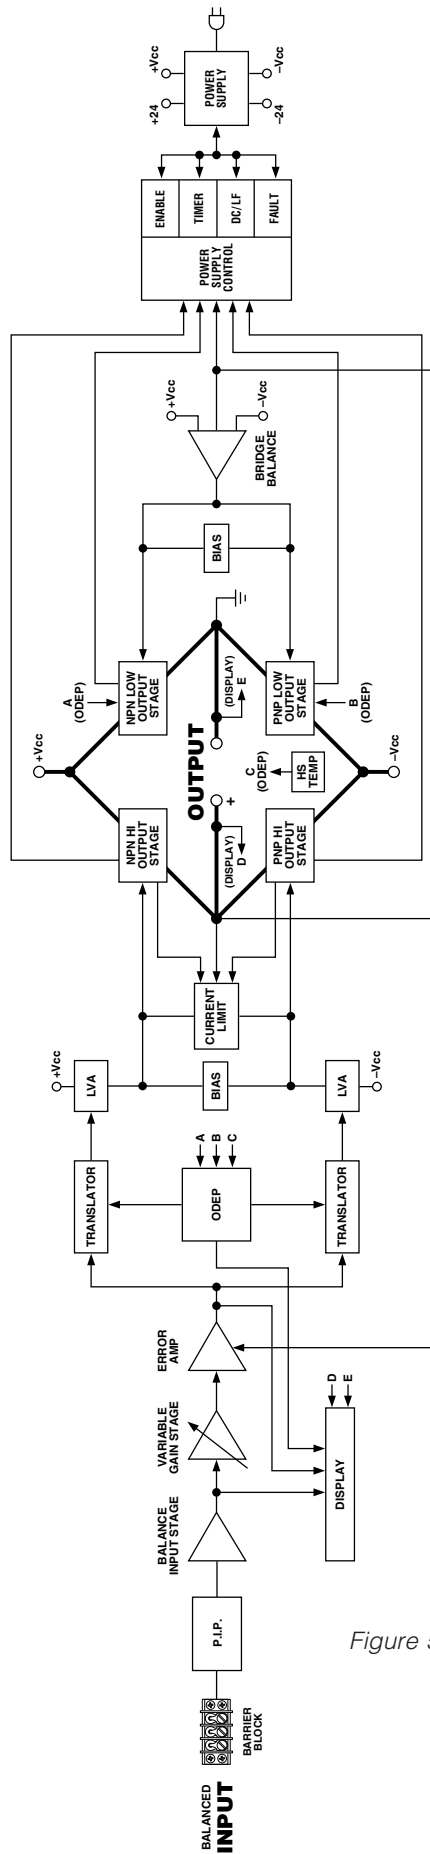 BALANCED
INPUT
BARRIER
BLOCK
P.I.P.
BALANCE
INPUT STAGE
VARIABLE
GAIN STAGE
ERROR
AMP
DISPLAY
D
E
TRANSLATOR
ODEP
A
B
C
TRANSLATOR
+Vcc
LVA
BIAS
LVA
–Vcc
CURRENT
LIMIT
NPN HI
OUTPUT
STAGE
PNP HI
OUTPUT
STAGE
(DISPLAY)
D
+
OUTPUT
+Vcc
C
(ODEP)
HS
TEMP
–Vcc
(DISPLAY)
E
A
(ODEP)
NPN LOW
OUTPUT
STAGE
PNP LOW
OUTPUT
STAGE
B
(ODEP)
BIAS
+Vcc
–Vcc
BRIDGE
BALANCE
POWER
SUPPLY
CONTROL
ENABLE
TIMER
DC/LF
FAULT
+24
+Vcc
POWER
SUPPLY
–24
–Vcc
Figure